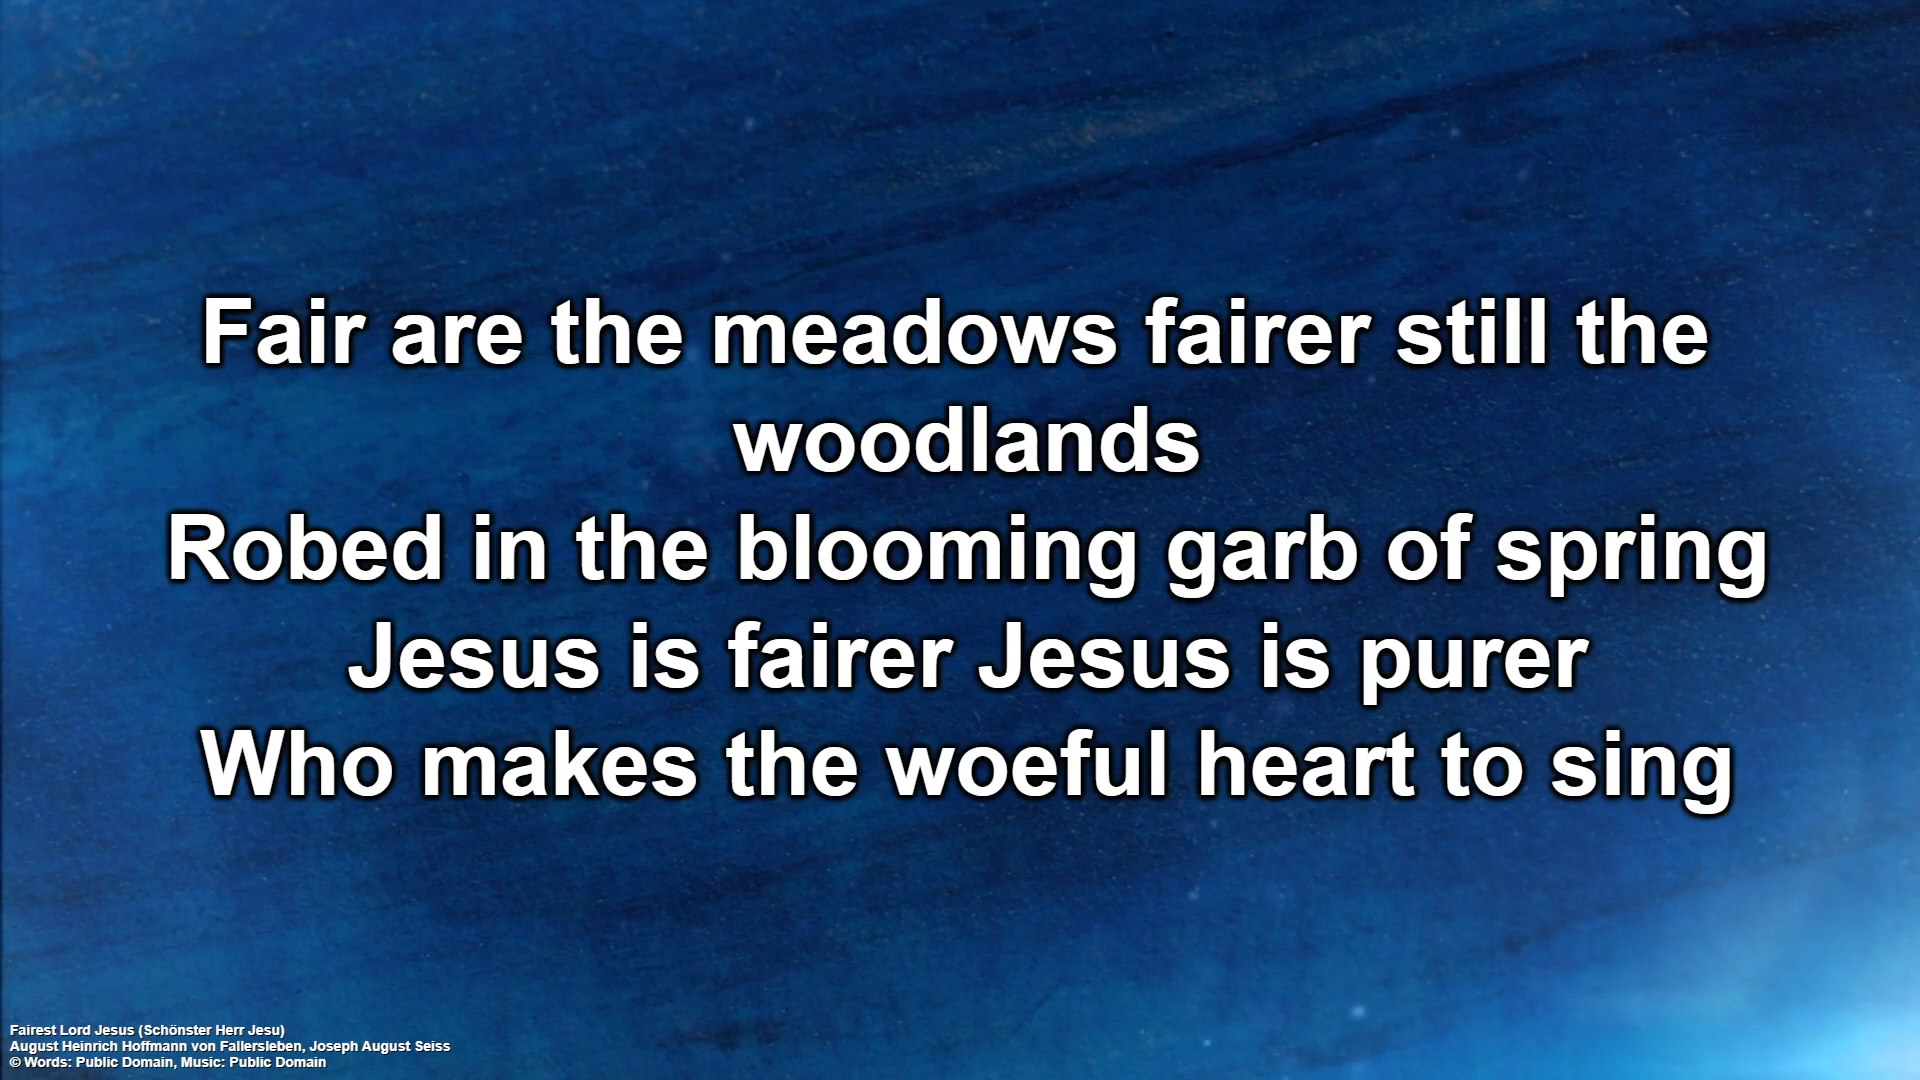 Fair are the meadows fairer still the
woodlands
Robed in the blooming garb of spring
Jesus is fairer Jesus is purer
Who makes the woeful heart to sing
Fairest Lord Jesus (Schönster Herr Jesu)
August Heinrich Hoffmann von Fallersleben, Joseph August Seiss
© Words: Public Domain, Music: Public Domain